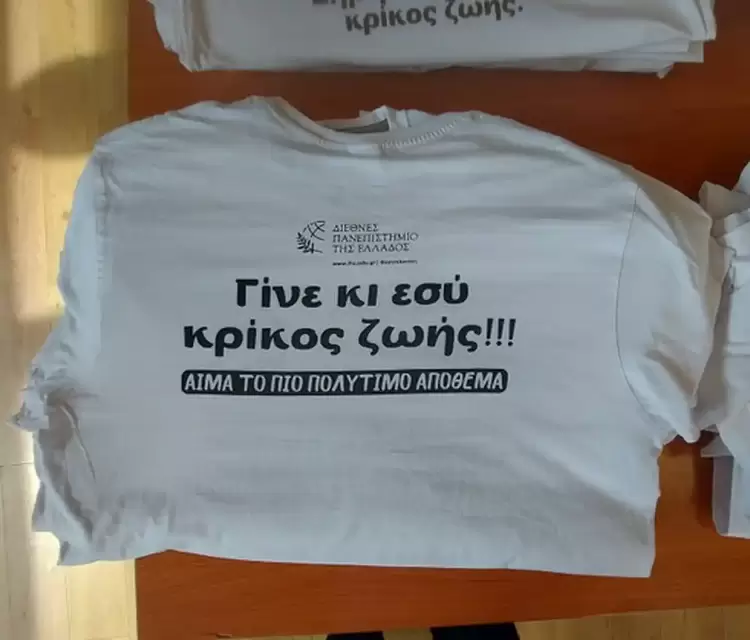 κρίκος ζωής.
ΔΙΕΘΝΕΣ
ΠΑΝΕΠΙΣΤΗΜΙΟ
ΤΗΣ ΕΛΛΑΔΟΣ
Γίνε κι εσύ
κρίκος ζωής!!!
ΑΙΜΑ ΤΟ ΠΙΟ ΠΟΛΥΤΙΜΟ ΑΠΟΘΕΜΑ